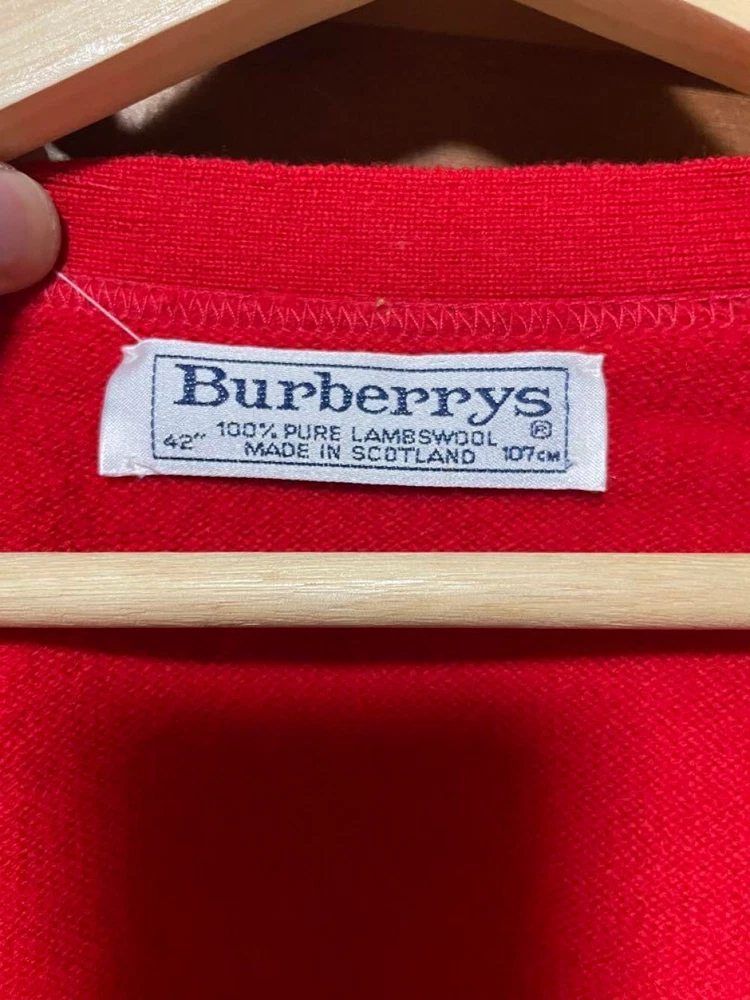 Burberrys
®
100% PURE LAMBSWOOL
42" MADE IN SCOTLAND 107CM